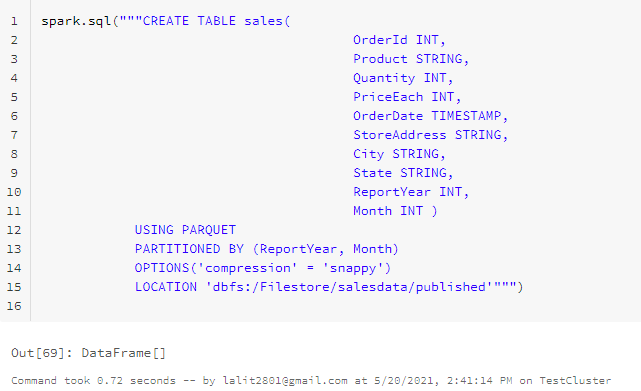 1 spark.sql("""CREATE TABLE sales(
2 OrderId INT,
3 Product STRING,
4 Quantity INT,
5 PriceEach INT,
6 OrderDate TIMESTAMP,
7 StoreAddress STRING,
8 City STRING,
9 State STRING,
10 ReportYear INT,
11 Month INT )
12 USING PARQUET
13 PARTITIONED BY (ReportYear, Month)
14 OPTIONS('compression' = 'snappy')
15 LOCATION 'dbfs:/Filestore/salesdata/published'""")
16
Out[69]: DataFrame[]
Command took 0.72 seconds -- by lalit2801@gmail.com at 5/20/2021, 2:41:14 PM on TestCluster